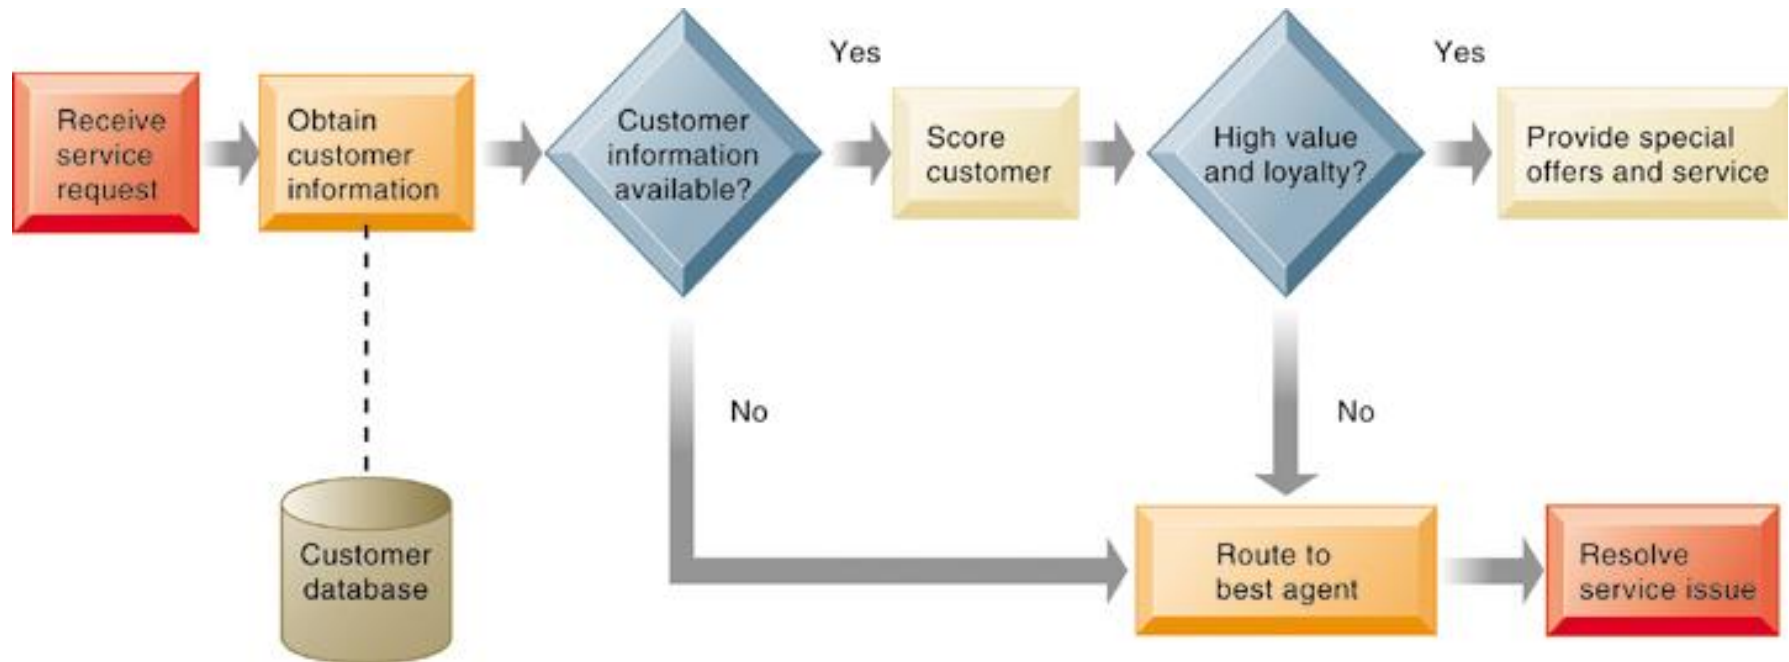 Receive
service
request
Obtain
customer
information
Customer
information
available?
Yes
Score
customer
High value
and loyalty?
Yes
Provide special
offers and service
No
No
Customer
database
Route to
best agent
Resolve
service issue